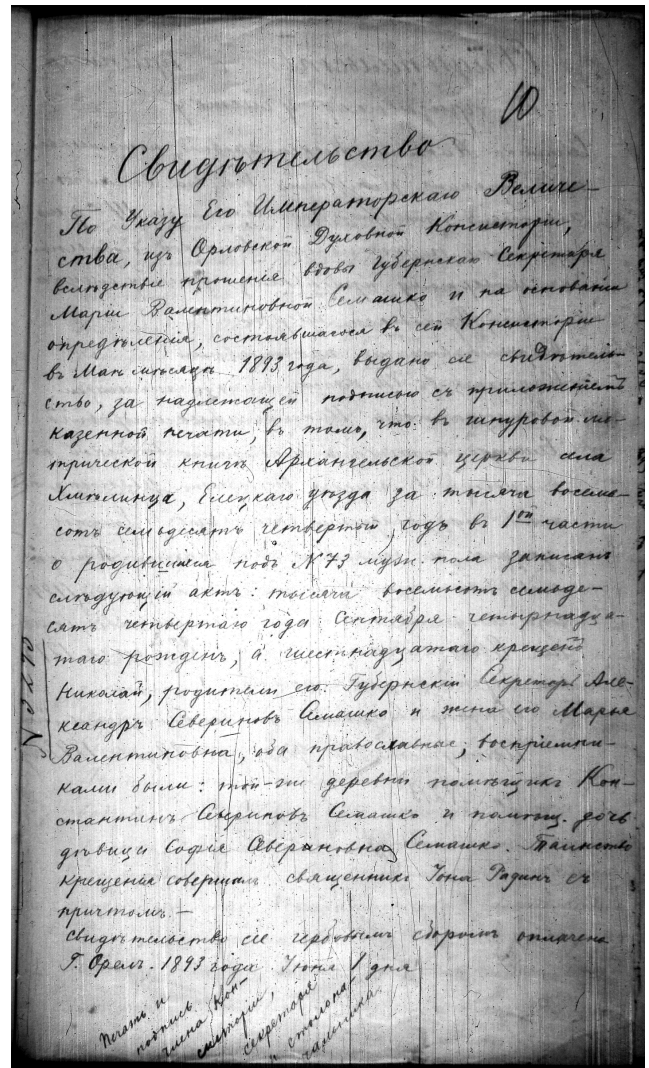 10
Свидѣтельство
По Указу Его Императорскаго Величе-
ства, изъ Орловской Духовной Консисторіи,
вслѣдствіе прошенія вдовы Губернскаго Секретаря
Маріи Валентиновной Семашко и на основаніи
опредѣленія, состоявшагося въ сей Консисторіи
въ Маѣ мѣсяцѣ 1893 года, выдано сіе свидѣтель-
ство, за надлежащей подписью съ приложеніемъ
казенной печати, въ томъ, что: въ шнуровой ме-
трической книгѣ Архангельской церкви села
Хмѣлинца, Елецкаго уѣзда за тысяча восемь-
сотъ семьдесятъ четвертый годъ въ 1ой части
о родившихся подъ N 73 муж. пола записанъ
слѣдующій актъ: тысяча восемьсотъ семьде-
сятъ четвертаго года Сентября четырнадца-
таго рожденъ, а шестнадцатаго крещенъ
Николай, родители его: Губернскій Секретарь Але-
ксандръ Севериновъ Семашко и жена его Марья
Валентиновна, оба православные; воспріемни-
ками были: той-же деревни помѣщикъ Кон-
стантинъ Севериновъ Семашко и помѣщ. дочь
дѣвица Софія Севериновна Семашко. Таинство
крещенія совершалъ священникъ Іона Радинъ съ
причтомъ.—
Свидѣтельство сіе гербовымъ сборомъ оплачено
Г. Орелъ. 1893 года Іюня 1 дня
Печать и
подпись
члена Кон-
систоріи,
секретаря
и столона-
чальника